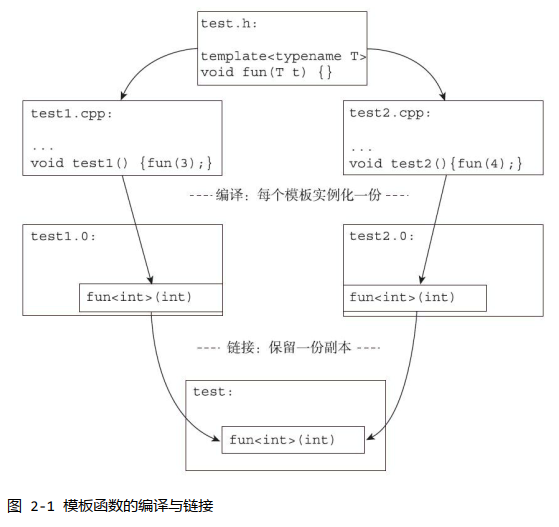 test.h:
template<typename T>
void fun(T t) {}
test1.cpp:
...
void test1() {fun(3);}
test2.cpp:
...
void test2(){fun(4);}
---- 编译：每个模板实例化一份 ----
test1.0:
fun<int>(int)
test2.0:
fun<int>(int)
---- 链接：保留一份副本 ----
test:
fun<int>(int)
图 2-1 模板函数的编译与链接